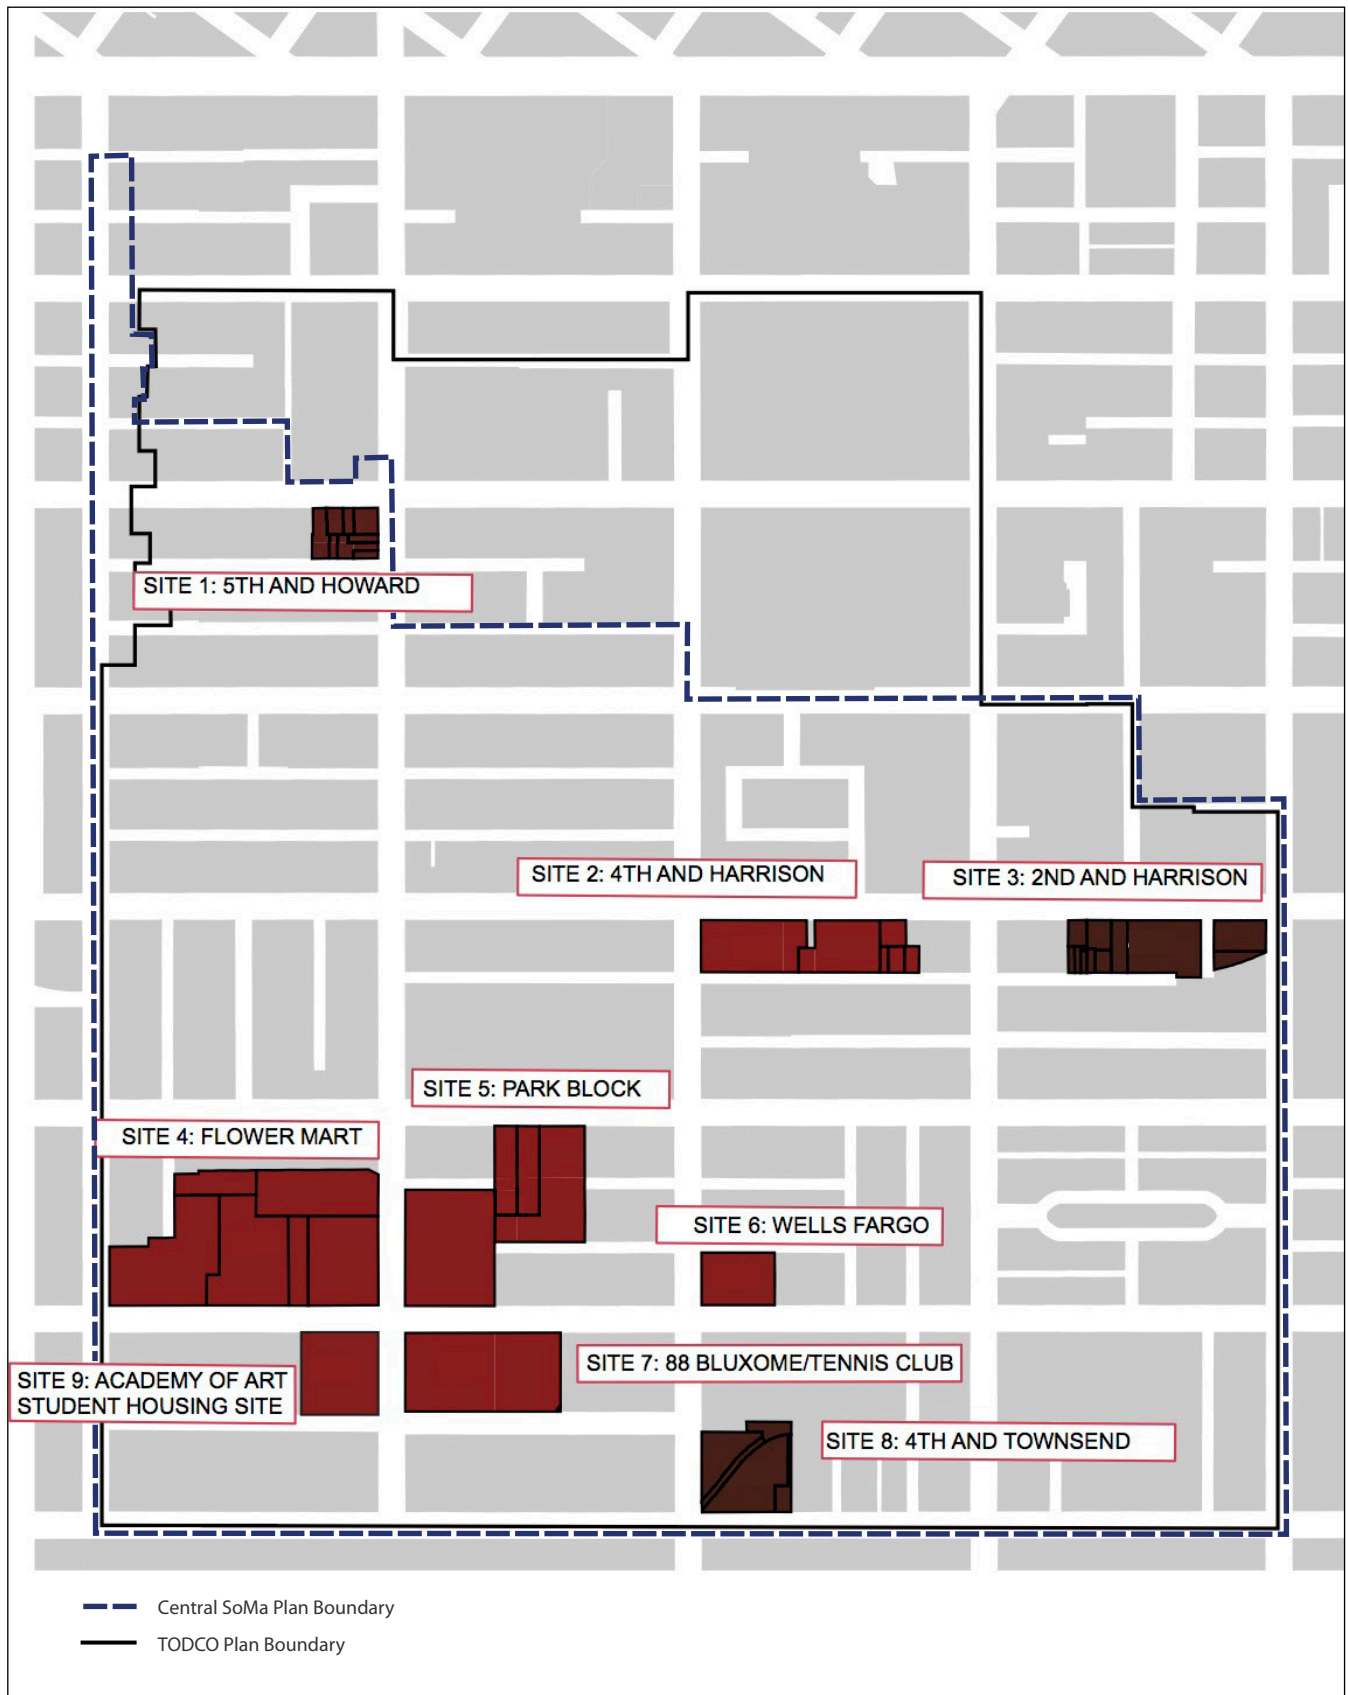 SITE 1: 5TH AND HOWARD
SITE 2: 4TH AND HARRISON
SITE 3: 2ND AND HARRISON
SITE 5: PARK BLOCK
SITE 4: FLOWER MART
SITE 6: WELLS FARGO
SITE 7: 88 BLUXOME/TENNIS CLUB
SITE 9: ACADEMY OF ART
STUDENT HOUSING SITE
SITE 8: 4TH AND TOWNSEND
Central SoMa Plan Boundary
TODCO Plan Boundary